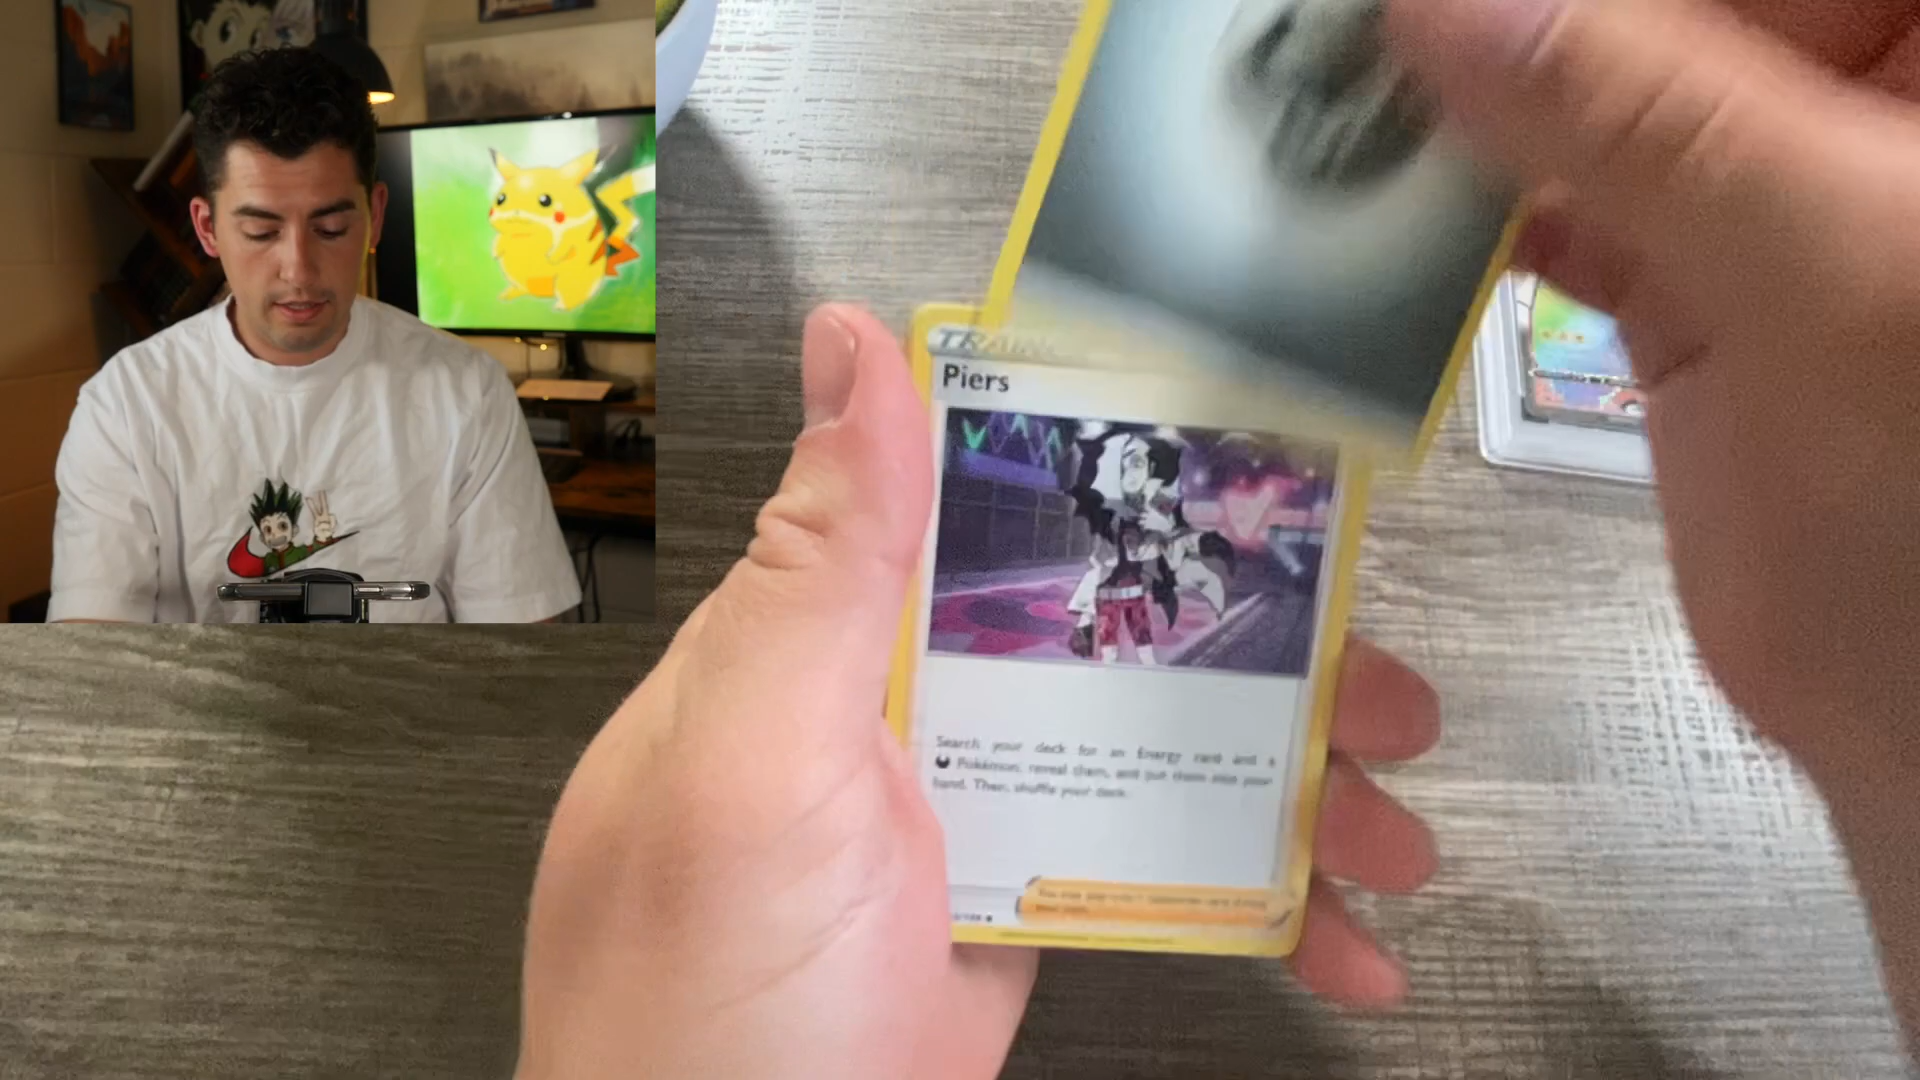 TRAIN
Piers
Search your deck for an Energy card and a
Pokémon, reveal them, and put them into your
hand. Then, shuffle your deck.